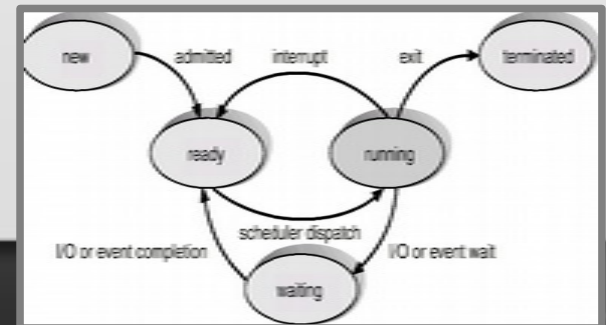 new
admitted
interrupt
exit
terminated
ready
running
scheduler dispatch
I/O or event completion
I/O or event wait
waiting